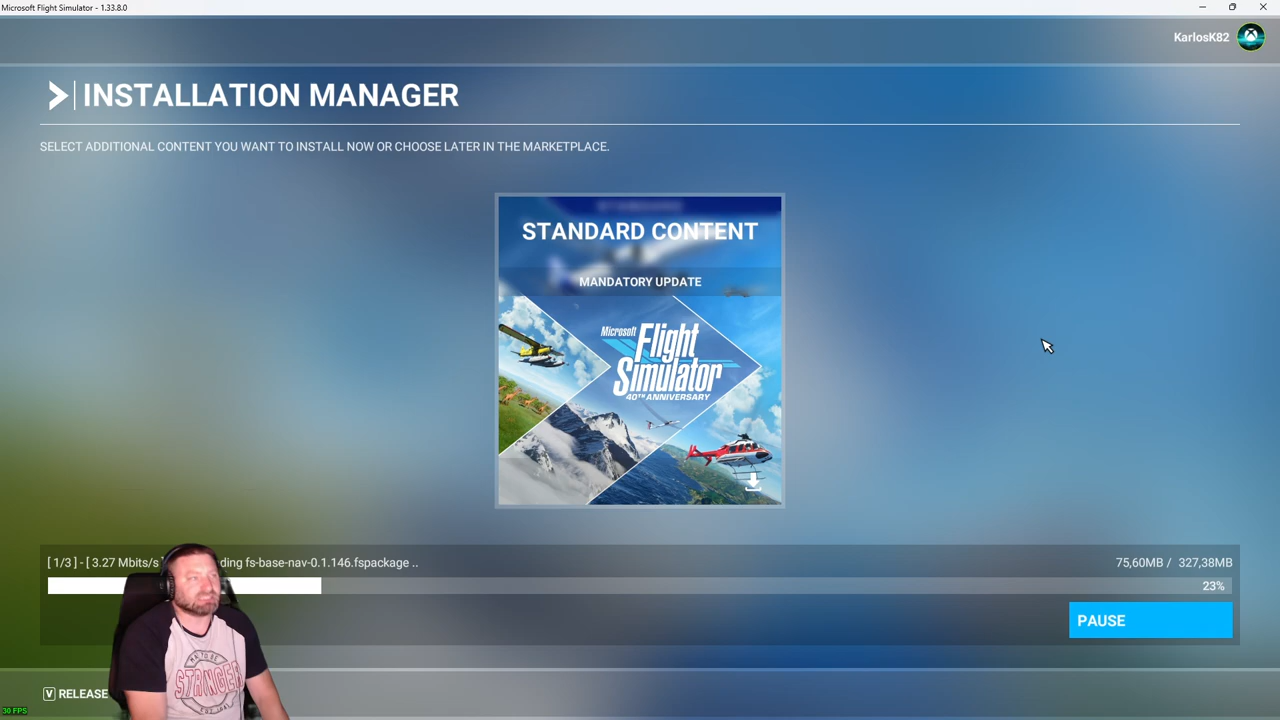 Microsoft Flight Simulator - 1.33.8.0
KarlosK82
INSTALLATION MANAGER
SELECT ADDITIONAL CONTENT YOU WANT TO INSTALL NOW OR CHOOSE LATER IN THE MARKETPLACE.
STANDARD CONTENT
MANDATORY UPDATE
Microsoft
Flight
Simulator
40TH ANNIVERSARY
[ 1/3 ] - [ 3.27 Mbits/s ding fs-base-nav-0.1.146.fspackage ..
75,60MB / 327,38MB
23%
PAUSE
V RELEASE
STRINGER
30 FPS